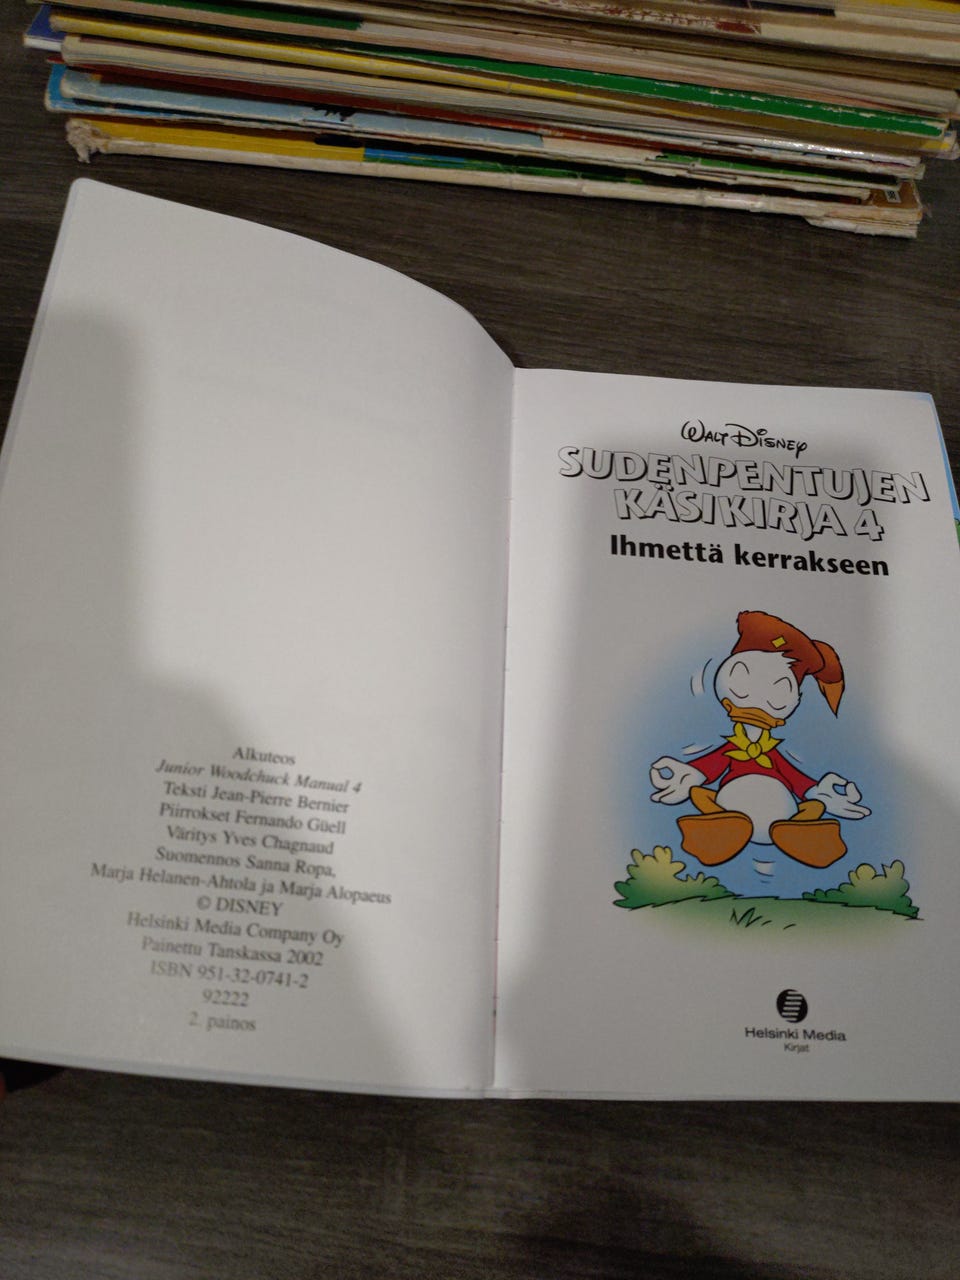 Alkuteos
Junior Woodchuck Manual 4
Teksti Jean-Pierre Bernier
Piirrokset Fernando Güell
Väritys Yves Chagnaud
Suomennos Sanna Ropa,
Marja Helanen-Ahtola ja Marja Alopaeus
© DISNEY
Helsinki Media Company Oy
Painettu Tanskassa 2002
ISBN 951-32-0741-2
92222
2. painos
WALT DISNEY
SUDENPENTUJEN
KÄSIKIRJA 4
Ihmettä kerrakseen
Helsinki Media
Kirjat